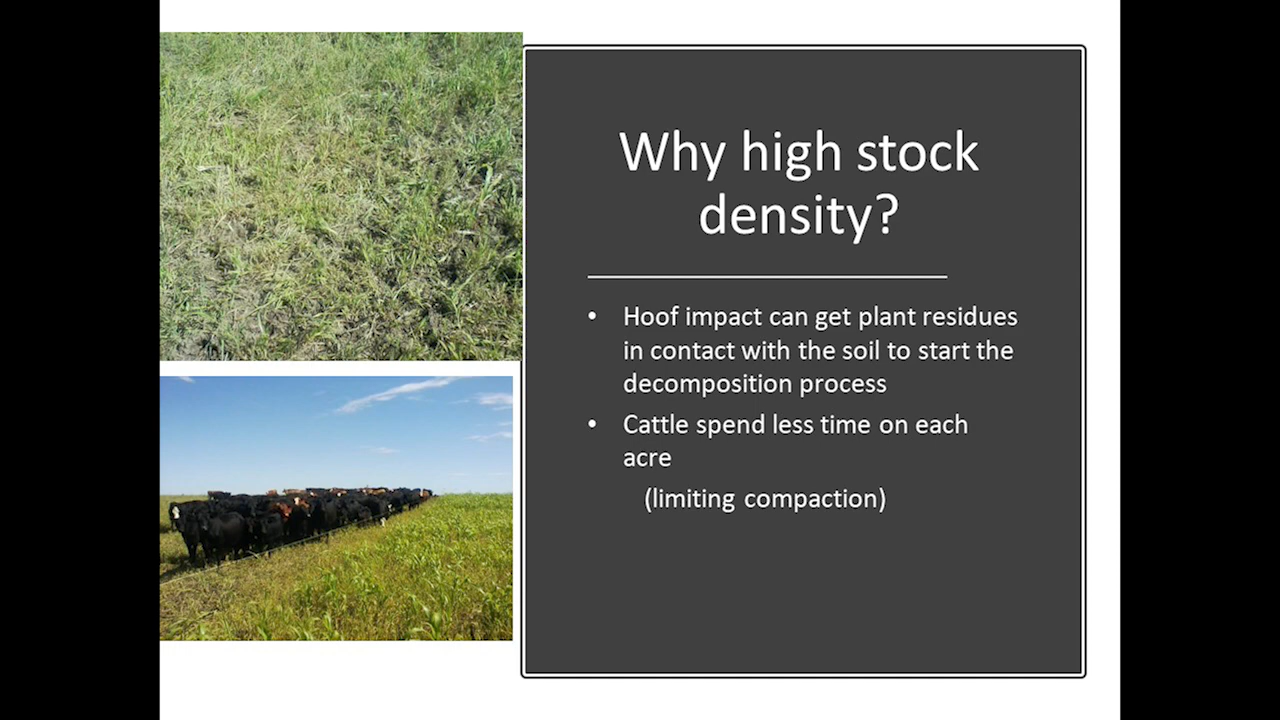 Why high stock
density?
• Hoof impact can get plant residues
in contact with the soil to start the
decomposition process
• Cattle spend less time on each
acre
(limiting compaction)